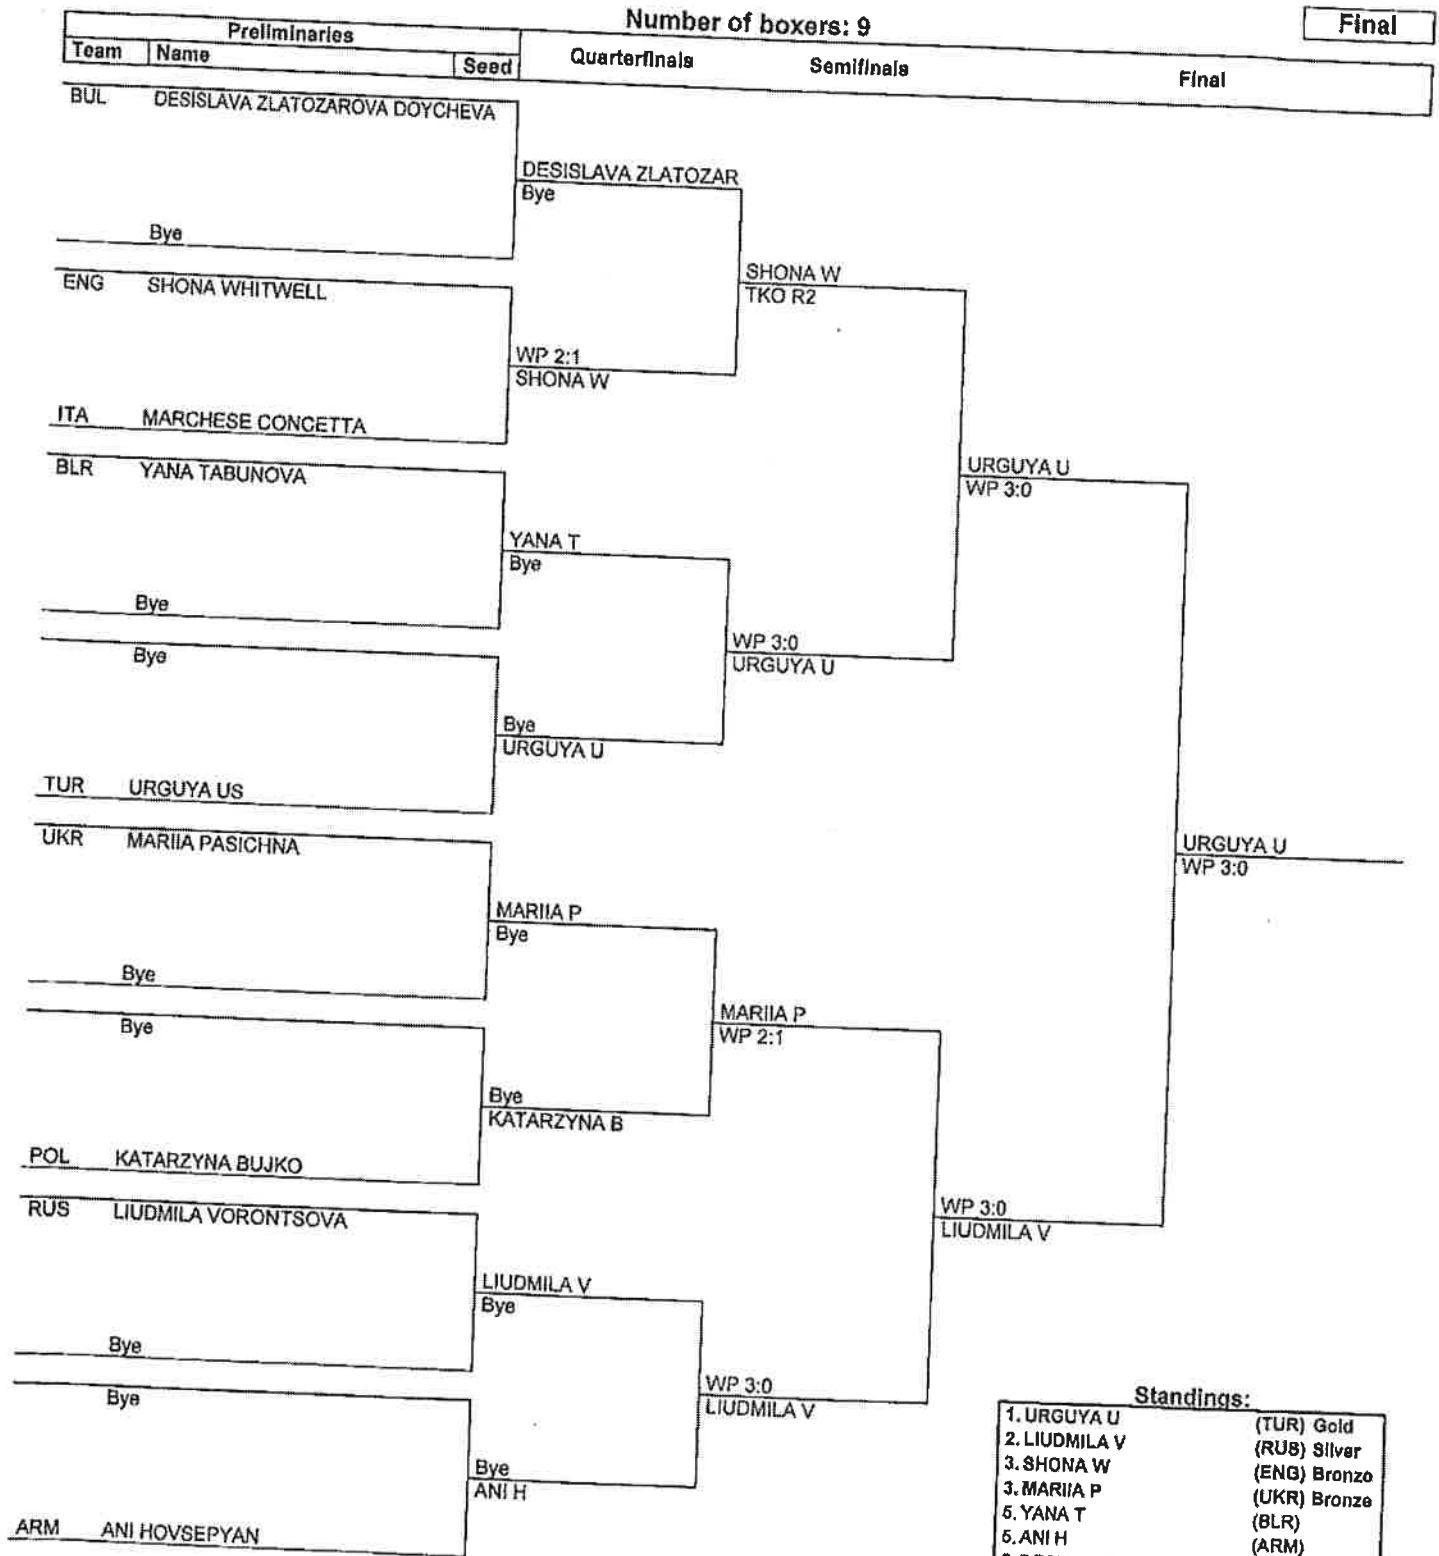 Number of boxers: 9
Final
Preliminaries
Team Name Seed Quarterfinals Semifinals Final
BUL DESISLAVA ZLATOZAROVA DOYCHEVA
DESISLAVA ZLATOZAR
Bye
Bye
ENG SHONA WHITWELL
SHONA W
TKO R2
WP 2:1
SHONA W
ITA MARCHESE CONCETTA
BLR YANA TABUNOVA
URGUYA U
WP 3:0
YANA T
Bye
Bye
Bye
WP 3:0
URGUYA U
Bye
URGUYA U
TUR URGUYA US
UKR MARIIA PASICHNA
URGUYA U
WP 3:0
MARIIA P
Bye
Bye
Bye
MARIIA P
WP 2:1
Bye
KATARZYNA B
POL KATARZYNA BUJKO
RUS LIUDMILA VORONTSOVA
WP 3:0
LIUDMILA V
LIUDMILA V
Bye
Bye
Bye
WP 3:0
LIUDMILA V
Bye
ANI H
ARM ANI HOVSEPYAN
Standings:
1. URGUYA U (TUR) Gold
2. LIUDMILA V (RUS) Silver
3. SHONA W (ENG) Bronze
3. MARIIA P (UKR) Bronze
5. YANA T (BLR)
5. ANI H (ARM)